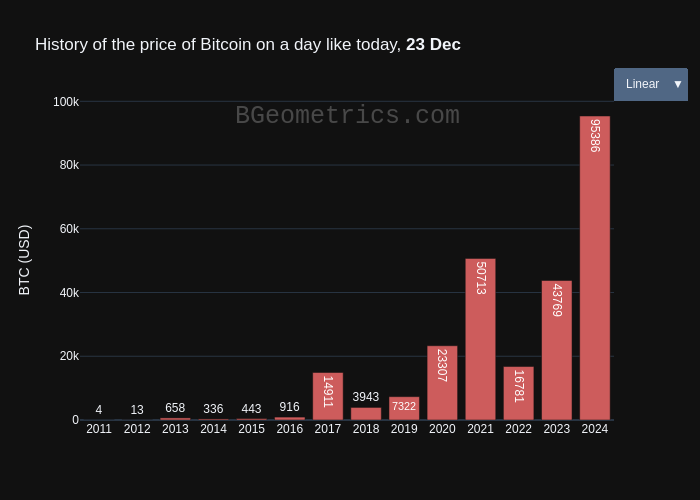 History of the price of Bitcoin on a day like today, 23 Dec
Linear ▼
BGeometrics.com
BTC (USD)
100k
80k
60k
40k
20k
0
4
13
658
336
443
916
14911
3943
7322
23307
50713
16781
43769
95386
2011 2012 2013 2014 2015 2016 2017 2018 2019 2020 2021 2022 2023 2024